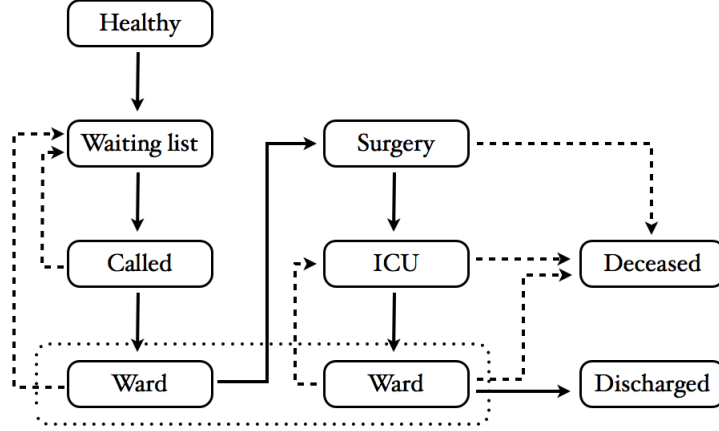 Healthy
Waiting list
Surgery
Called
ICU
Deceased
Ward
Ward
Discharged